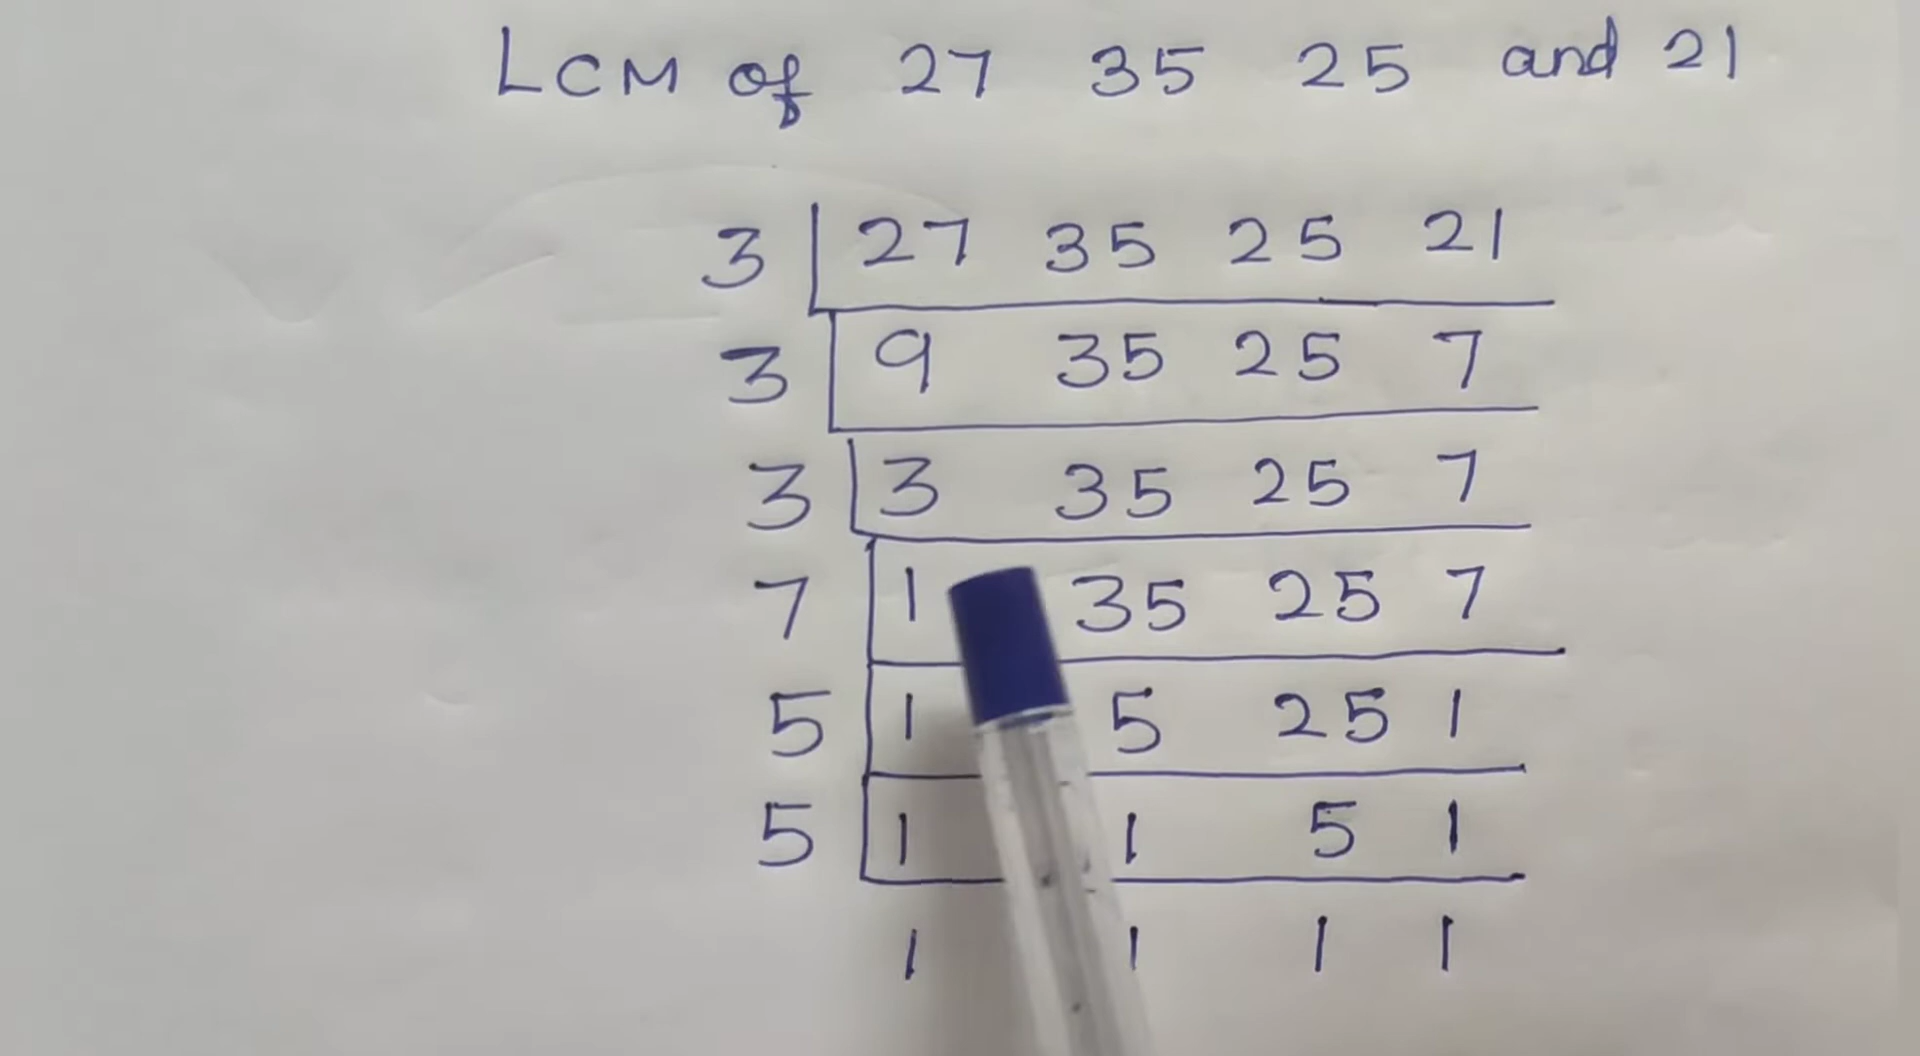 LCM of 27 35 25 and 21
3 27 35 25 21
3 9 35 25 7
3 3 35 25 7
7 1 35 25 7
5 1 5 25 1
5 1 1 5 1
1 1 1 1